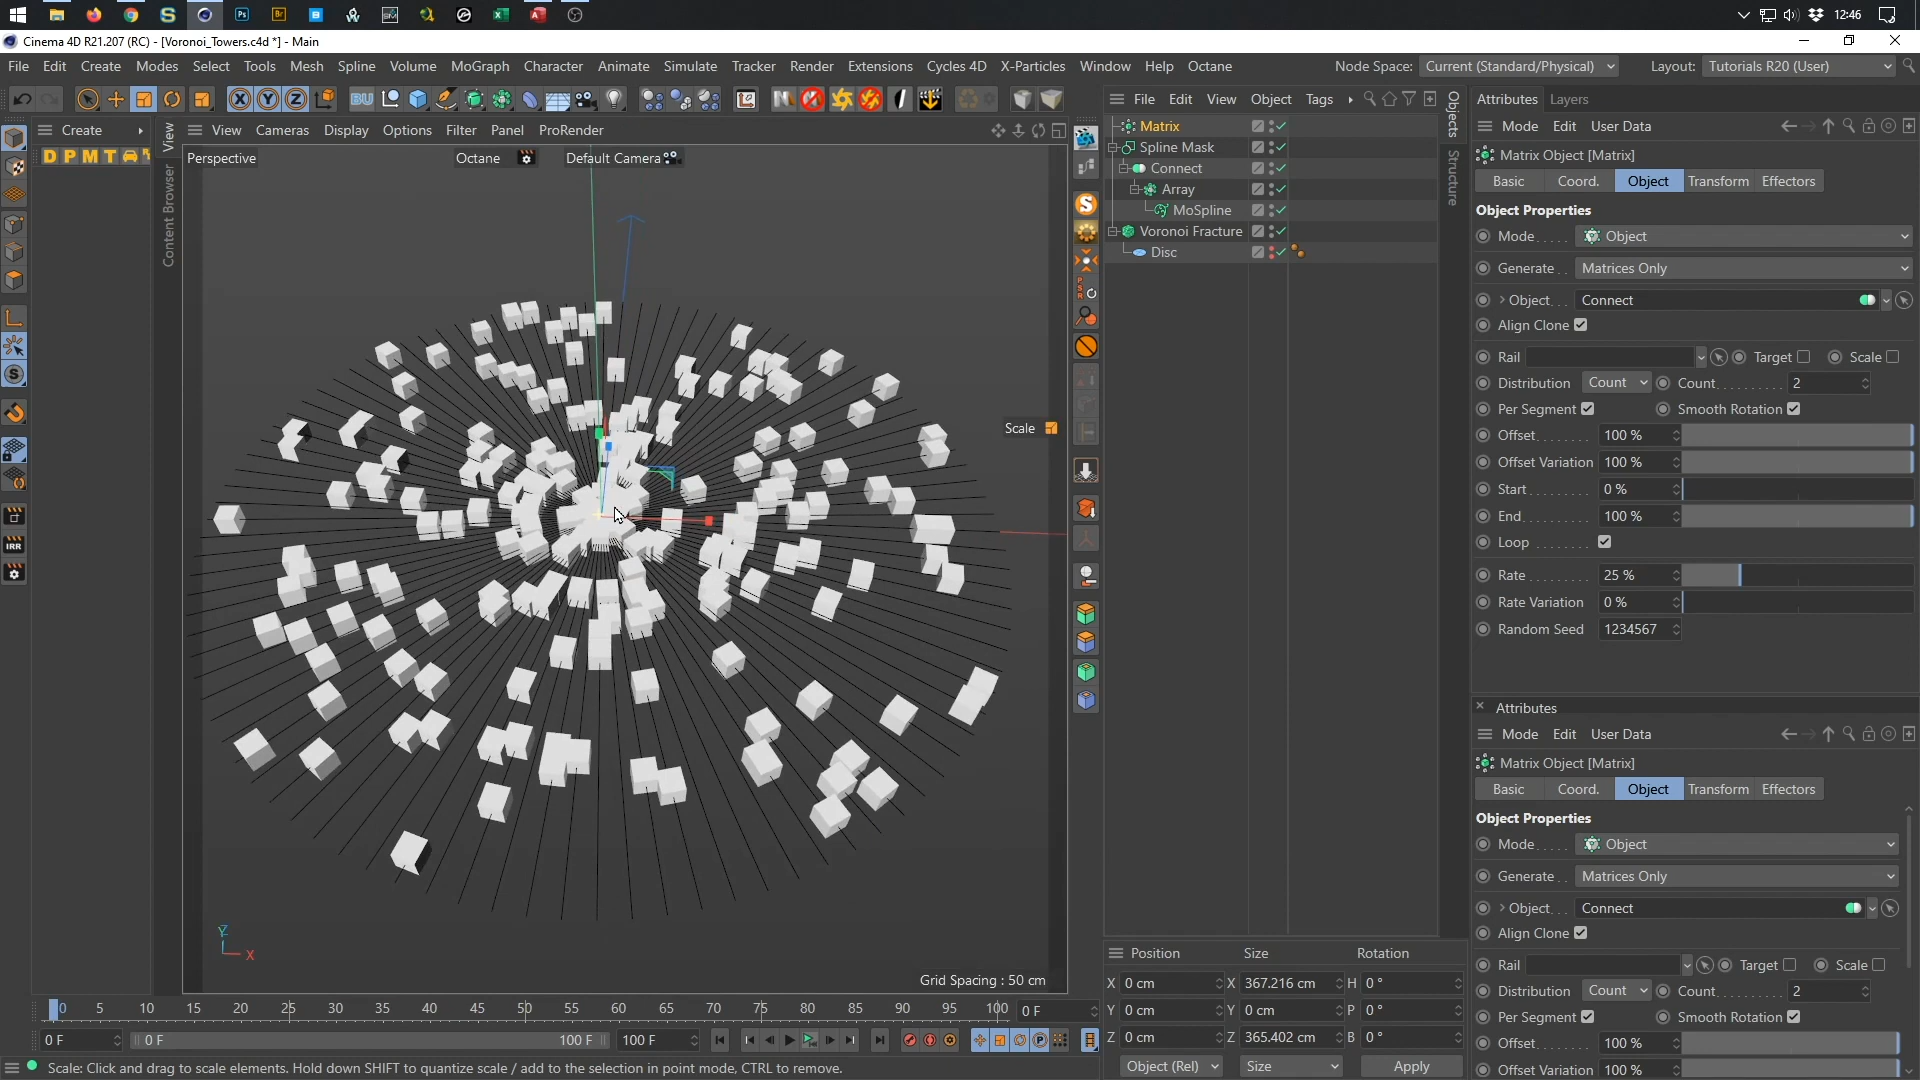 12:46
Cinema 4D R21.207 (RC) - [Voronoi_Towers.c4d *] - Main
File Edit Create Modes Select Tools Mesh Spline Volume MoGraph Character Animate Simulate Tracker Render Extensions Cycles 4D X-Particles Window Help Octane Node Space: Current (Standard/Physical) Layout: Tutorials R20 (User)
File Edit View Object Tags Attributes Layers
Create View Cameras Display Options Filter Panel ProRender
Mode Edit User Data
D P M T
View
Content Browser
Perspective Octane Default Camera
Matrix
Spline Mask
Connect
Array
MoSpline
Voronoi Fracture
Disc
Objects
Structure
Scale
IRR
PSR
Y
X
Grid Spacing : 50 cm
Matrix Object [Matrix]
Basic Coord. Object Transform Effectors
Object Properties
Mode..... Object
Generate.. Matrices Only
Object... Connect
Align Clone
Rail Target Scale
Distribution Count Count.......... 2
Per Segment Smooth Rotation
Offset........ 100 %
Offset Variation 100 %
Start......... 0 %
End.......... 100 %
Loop ........
Rate.......... 25 %
Rate Variation 0 %
Random Seed 1234567
Attributes
Mode Edit User Data
Matrix Object [Matrix]
Basic Coord. Object Transform Effectors
Object Properties
Mode..... Object
Generate.. Matrices Only
Object... Connect
Align Clone
Rail Target Scale
Distribution Count Count.......... 2
Per Segment Smooth Rotation
Offset........ 100 %
Offset Variation 100 %
Position Size Rotation
X 0 cm X 367.216 cm H 0 °
Y 0 cm Y 0 cm P 0 °
Z 0 cm Z 365.402 cm B 0 °
Object (Rel) Size Apply
0 5 10 15 20 25 30 35 40 45 50 55 60 65 70 75 80 85 90 95 100 0 F
0 F 0 F 100 F 100 F
Scale: Click and drag to scale elements. Hold down SHIFT to quantize scale / add to the selection in point mode, CTRL to remove.